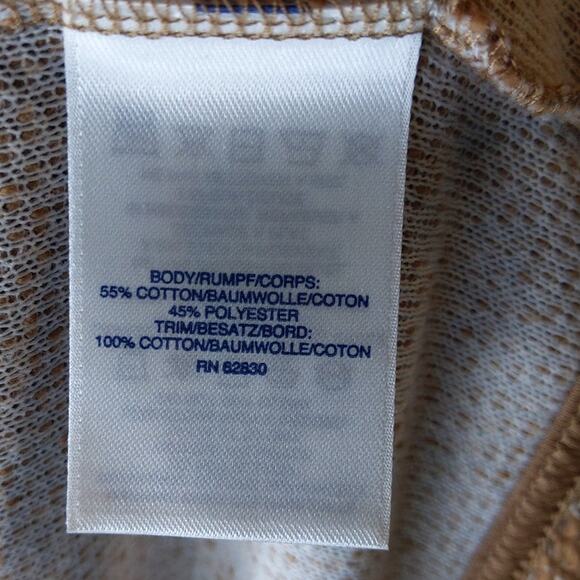 BODY/RUMPF/CORPS:
55% COTTON/BAUMWOLLE/COTON
45% POLYESTER
TRIM/BESATZ/BORD:
100% COTTON/BAUMWOLLE/COTON
RN 62830